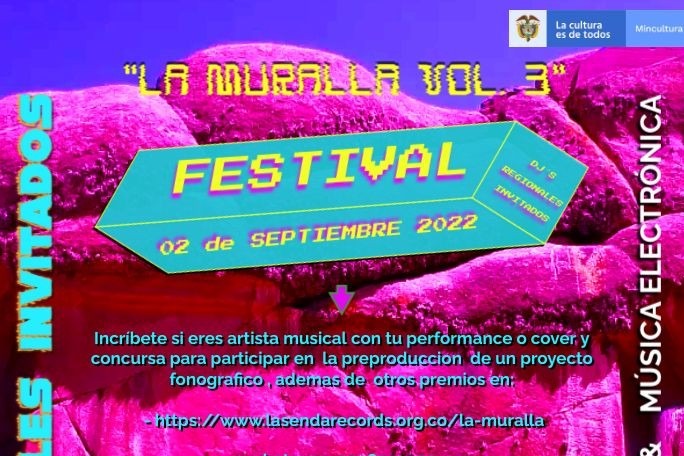 La cultura
es de todos
Mincultura
"LA MURALLA VOL. 3"
FESTIVAL
02 de SEPTIEMBRE 2022
DJ´S
REGIONALES
INVITADOS
LES INVITADOS
& MÚSICA ELECTRONICA
Incríbete si eres artista musical con tu performance o cover y
concursa para participar en la preproduccion de un proyecto
fonografico , ademas de otros premios en:
- https://www.lasendarecords.org.co/la-muralla